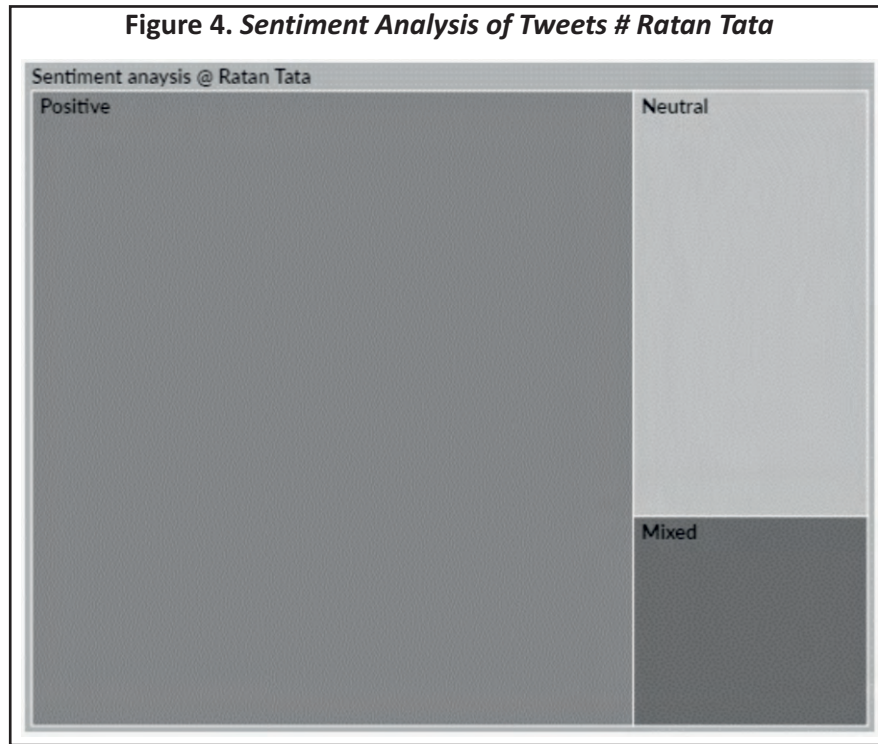 Figure 4. Sentiment Analysis of Tweets # Ratan Tata
Sentiment anaysis @ Ratan Tata
Positive
Neutral
Mixed